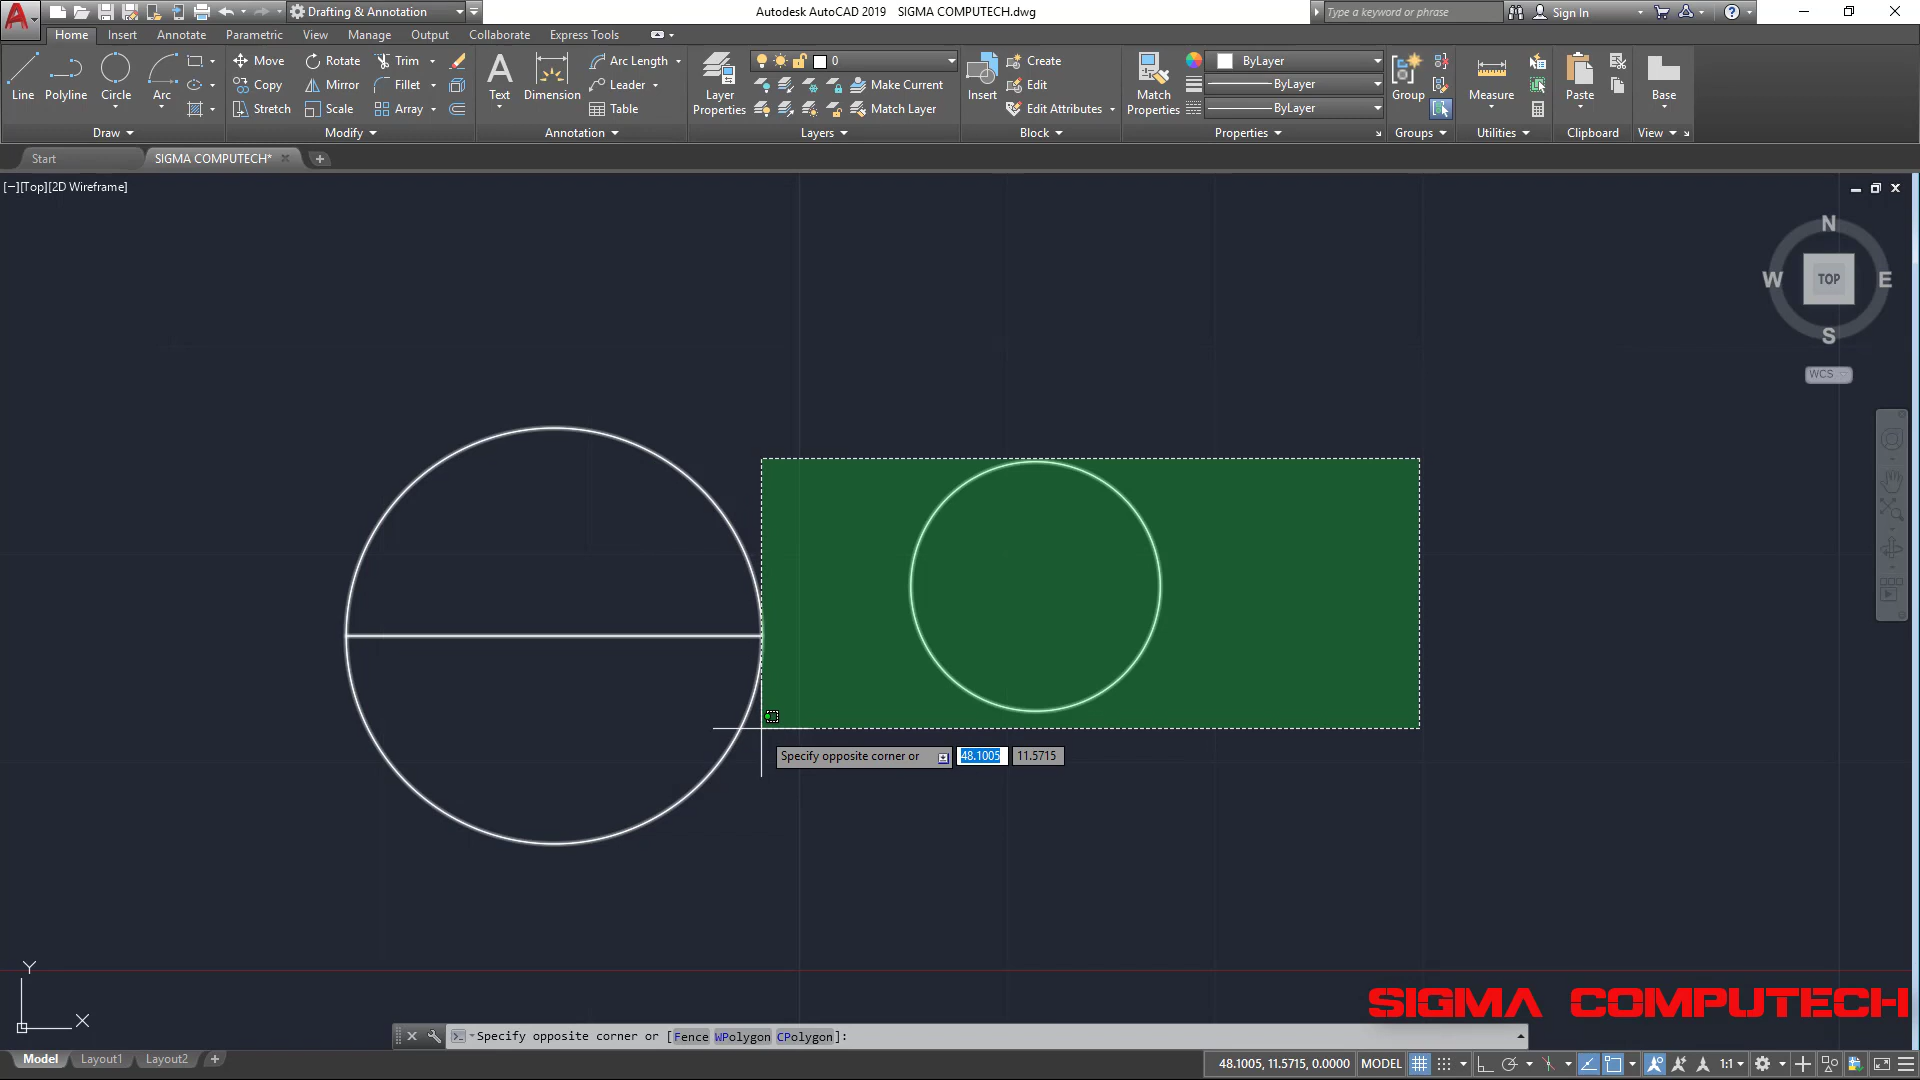 Drafting & Annotation
Autodesk AutoCAD 2019 SIGMA COMPUTECH.dwg
Type a keyword or phrase
Sign In
Home Insert Annotate Parametric View Manage Output Collaborate Express Tools
Line Polyline Circle Arc
Move Rotate Trim
Copy Mirror Fillet
Stretch Scale Array
Text Dimension
Arc Length
Leader
Table
Layer Properties
0
Make Current
Match Layer
Insert
Create
Edit
Edit Attributes
Match Properties
ByLayer
ByLayer
ByLayer
Group
Measure
Paste
Base
Draw Modify Annotation Layers Block Properties Groups Utilities Clipboard View
Start SIGMA COMPUTECH*
[−][Top][2D Wireframe]
N
W TOP E
S
WCS
Specify opposite corner or 48.1005 11.5715
Y
X
SIGMA COMPUTECH
Specify opposite corner or [Fence WPolygon CPolygon]:
Model Layout1 Layout2
48.1005, 11.5715, 0.0000 MODEL 1:1